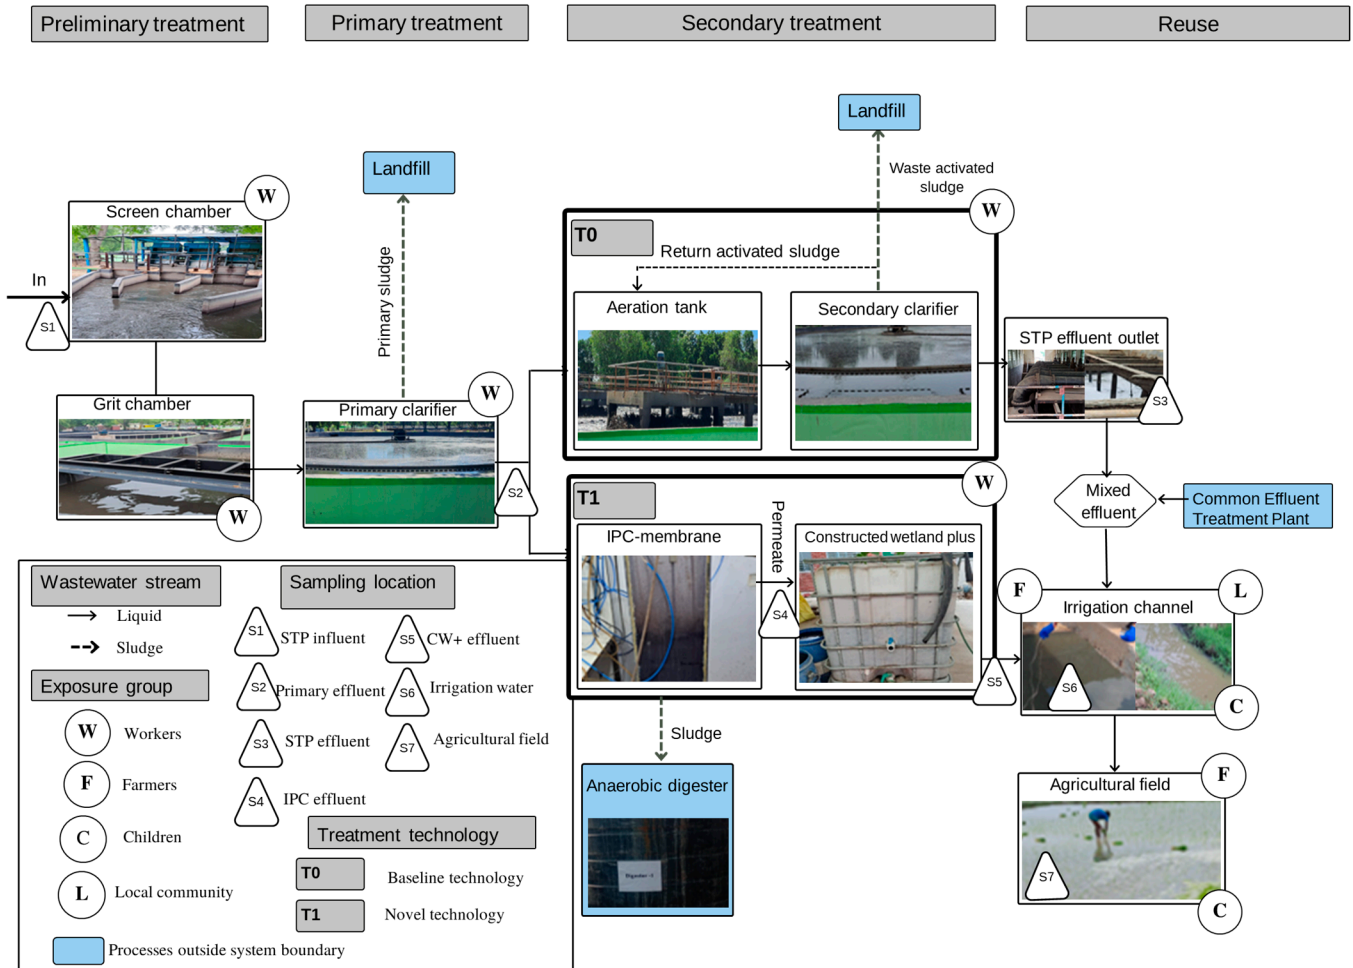 Preliminary treatment
Primary treatment
Secondary treatment
Reuse
Landfill
Waste activated
sludge
Landfill
Primary sludge
W
Screen chamber
In
S1
Grit chamber
W
Primary clarifier
W
S2
W
T0
Return activated sludge
Aeration tank
Secondary clarifier
STP effluent outlet
S3
W
T1
IPC-membrane
Permeate
S4
Constructed wetland plus
S5
Sludge
Anaerobic digester
Mixed
effluent
Common Effluent
Treatment Plant
F
L
Irrigation channel
S6
C
F
Agricultural field
S7
C
Wastewater stream
Liquid
Sludge
Exposure group
W Workers
F Farmers
C Children
L Local community
Processes outside system boundary
Sampling location
S1 STP influent
S2 Primary effluent
S3 STP effluent
S4 IPC effluent
S5 CW+ effluent
S6 Irrigation water
S7 Agricultural field
Treatment technology
T0 Baseline technology
T1 Novel technology